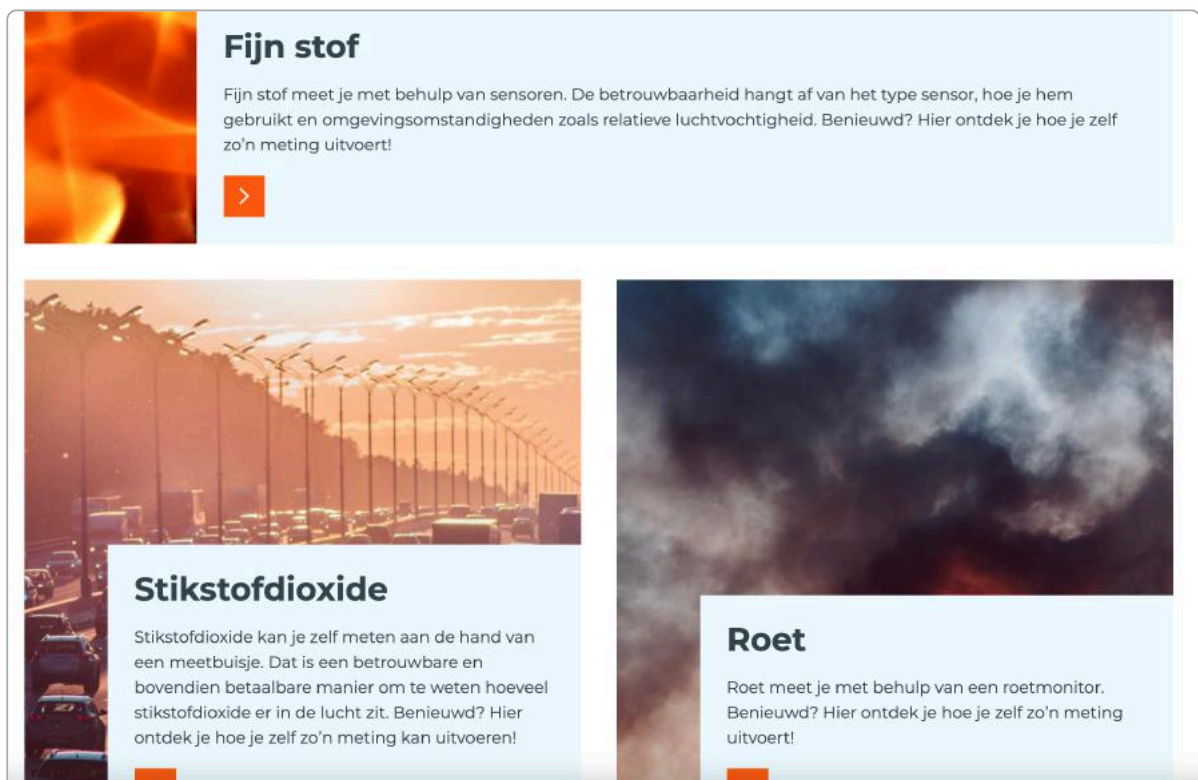 Fijn stof
Fijn stof meet je met behulp van sensoren. De betrouwbaarheid hangt af van het type sensor, hoe je hem
gebruikt en omgevingsomstandigheden zoals relatieve luchtvochtigheid. Benieuwd? Hier ontdek je hoe je zelf
zo’n meting uitvoert!
Stikstofdioxide
Stikstofdioxide kan je zelf meten aan de hand van
een meetbuisje. Dat is een betrouwbare en
bovendien betaalbare manier om te weten hoeveel
stikstofdioxide er in de lucht zit. Benieuwd? Hier
ontdek je hoe je zelf zo’n meting kan uitvoeren!
Roet
Roet meet je met behulp van een roetmonitor.
Benieuwd? Hier ontdek je hoe je zelf zo’n meting
uitvoert!